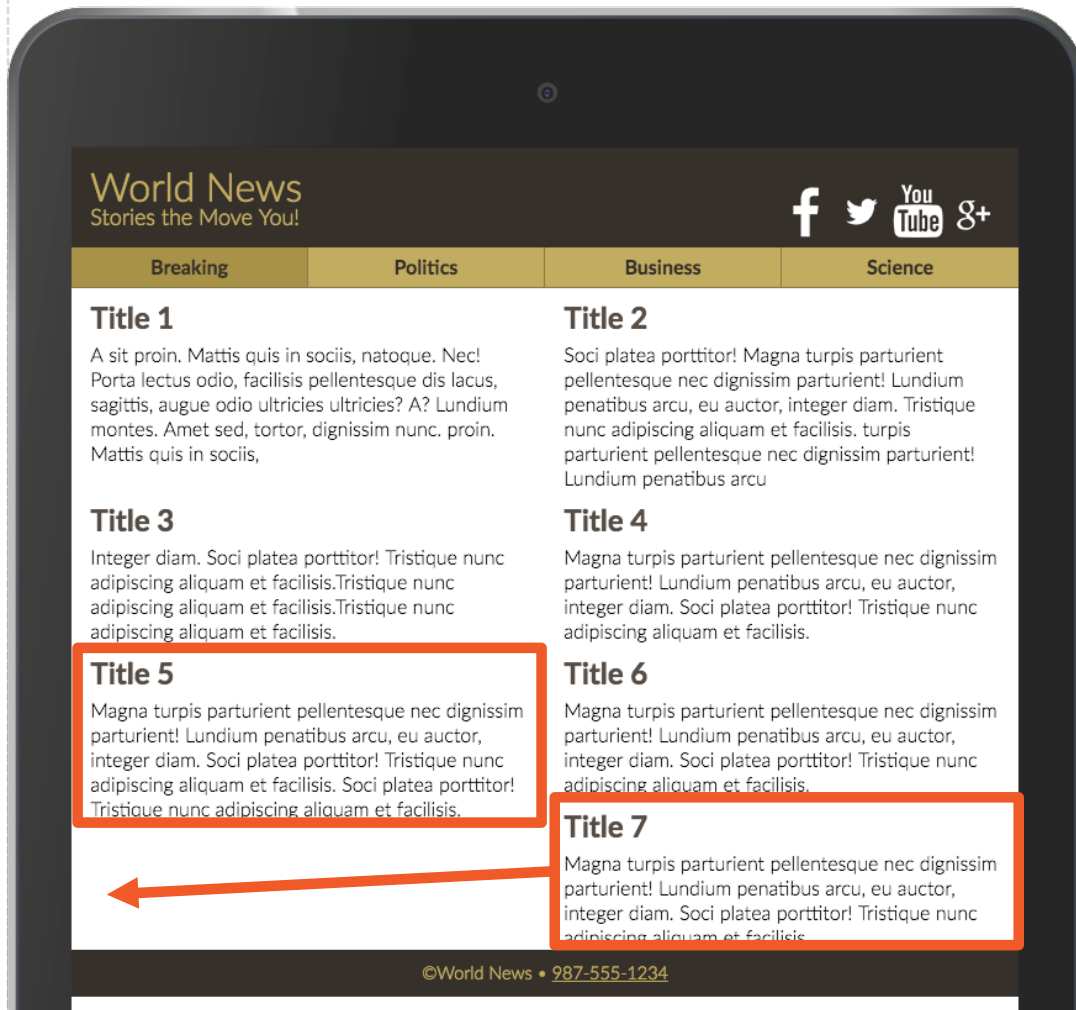 World News
Stories the Move You!
You
Tube
g+
Breaking
Politics
Business
Science
Title 1
A sit proin. Mattis quis in sociis, natoque. Nec!
Porta lectus odio, facilisis pellentesque dis lacus,
sagittis, augue odio ultricies ultricies? A? Lundium
montes. Amet sed, tortor, dignissim nunc. proin.
Mattis quis in sociis,
Title 2
Soci platea porttitor! Magna turpis parturient
pellentesque nec dignissim parturient! Lundium
penatibus arcu, eu auctor, integer diam. Tristique
nunc adipiscing aliquam et facilisis. turpis
parturient pellentesque nec dignissim parturient!
Lundium penatibus arcu
Title 3
Integer diam. Soci platea porttitor! Tristique nunc
adipiscing aliquam et facilisis.Tristique nunc
adipiscing aliquam et facilisis.Tristique nunc
adipiscing aliquam et facilisis.
Title 4
Magna turpis parturient pellentesque nec dignissim
parturient! Lundium penatibus arcu, eu auctor,
integer diam. Soci platea porttitor! Tristique nunc
adipiscing aliquam et facilisis.
Title 5
Magna turpis parturient pellentesque nec dignissim
parturient! Lundium penatibus arcu, eu auctor,
integer diam. Soci platea porttitor! Tristique nunc
adipiscing aliquam et facilisis. Soci platea porttitor!
Tristique nunc adipiscing aliquam et facilisis.
Title 6
Magna turpis parturient pellentesque nec dignissim
parturient! Lundium penatibus arcu, eu auctor,
integer diam. Soci platea porttitor! Tristique nunc
adipiscing aliquam et facilisis.
Title 7
Magna turpis parturient pellentesque nec dignissim
parturient! Lundium penatibus arcu, eu auctor,
integer diam. Soci platea porttitor! Tristique nunc
adipiscing aliquam et facilisis.
©World News • 987-555-1234